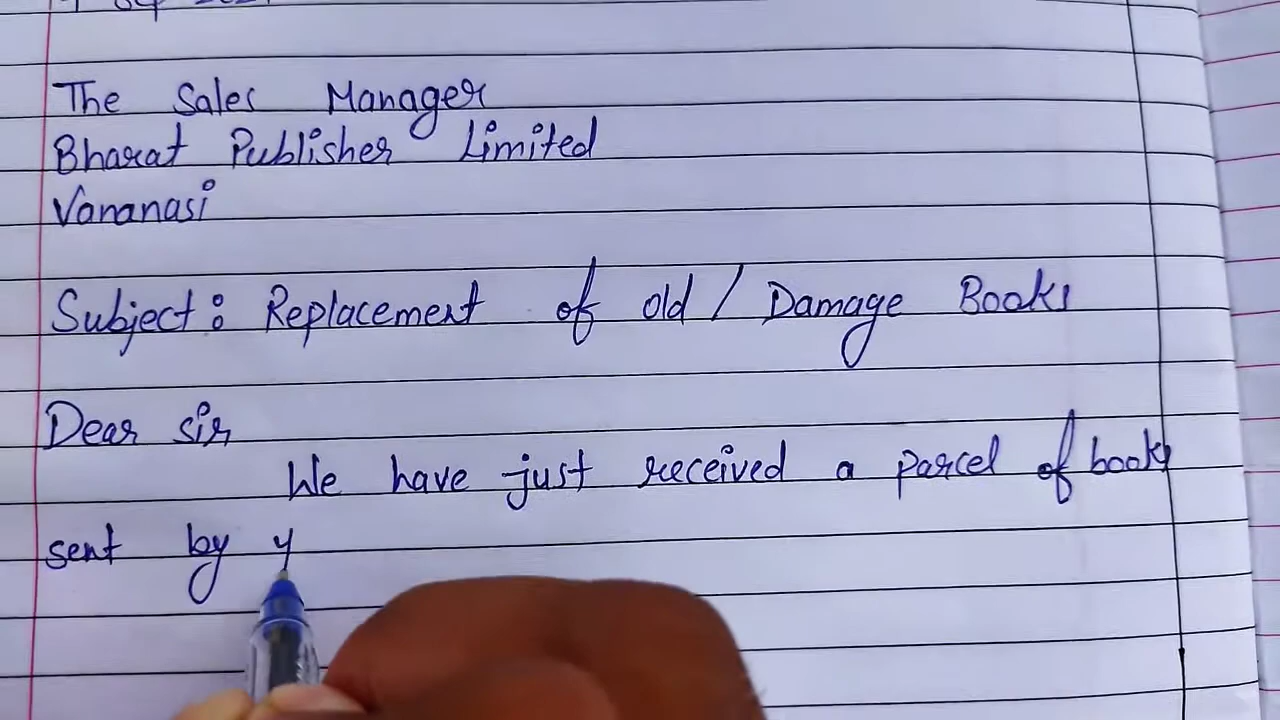 The Sales Manager
Bharat Publisher Limited
Varanasi
Subject: Replacement of old / Damage Books
Dear sir
We have just received a parcel of books
sent by y